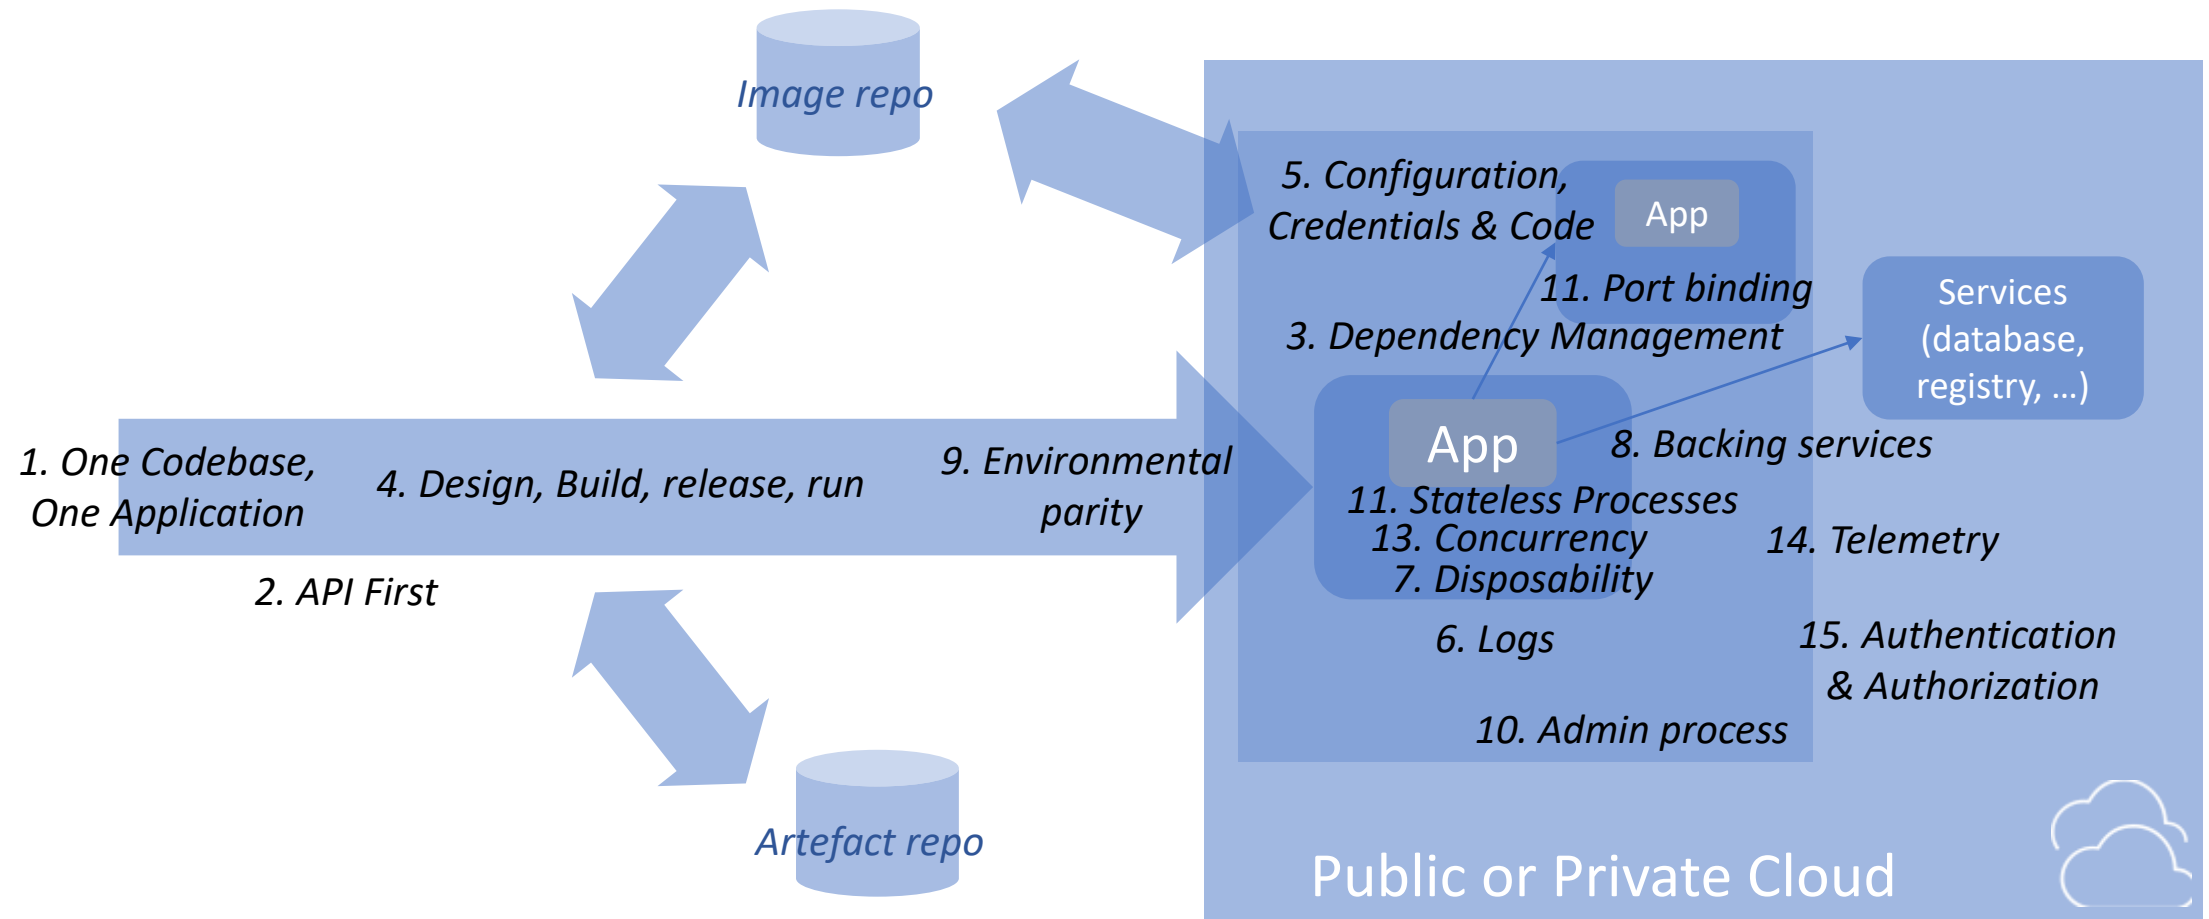 Image repo
5. Configuration,
Credentials & Code
App
11. Port binding
3. Dependency Management
Services
(database,
registry, ...)
1. One Codebase,
One Application
4. Design, Build, release, run
9. Environmental
parity
App
8. Backing services
11. Stateless Processes
13. Concurrency
7. Disposability
14. Telemetry
2. API First
6. Logs
15. Authentication
& Authorization
10. Admin process
Artefact repo
Public or Private Cloud